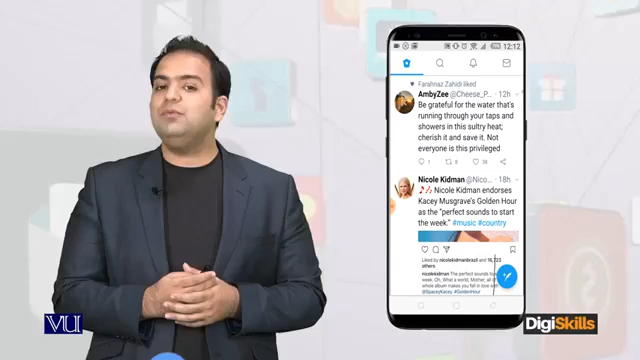 12:12
Farahnaz Zahidi liked
AmbyZee @Cheese_P... · 12h
Be grateful for the water that's
running through your taps and
showers in this sultry heat;
cherish it and save it. Not
everyone is this privileged
1 8 38
Nicole Kidman @Nico... · 18h
Nicole Kidman endorses
Kacey Musgrave's Golden Hour
as the "perfect sounds to start
the week." #music #country
Liked by nicolekidmanbrazil and 16,723
others
nicolekidman The perfect sounds to
week. Oh, What a world, Mother, all of
whole album makes you fall in love with
@SpaceyKacey #GoldenHour
VU
DigiSkills